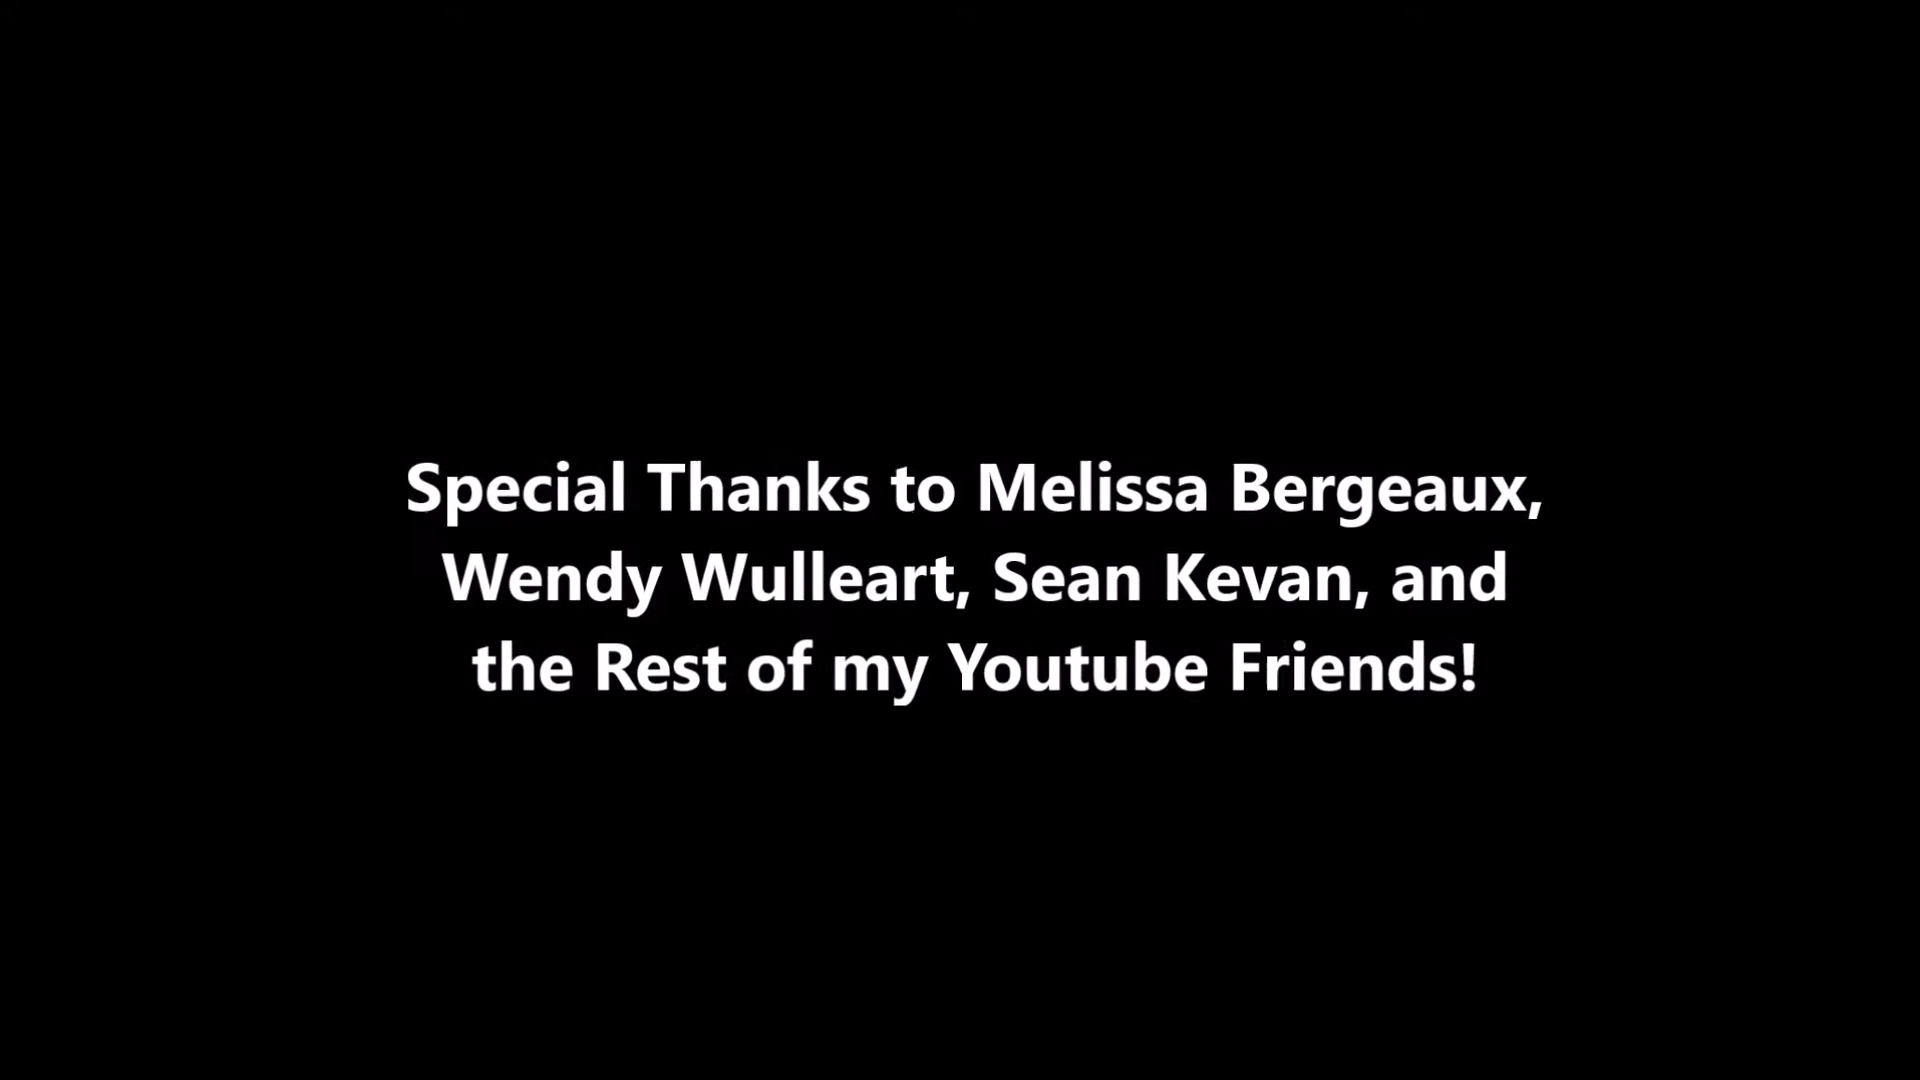 Special Thanks to Melissa Bergeaux,
Wendy Wulleart, Sean Kevan, and
the Rest of my Youtube Friends!